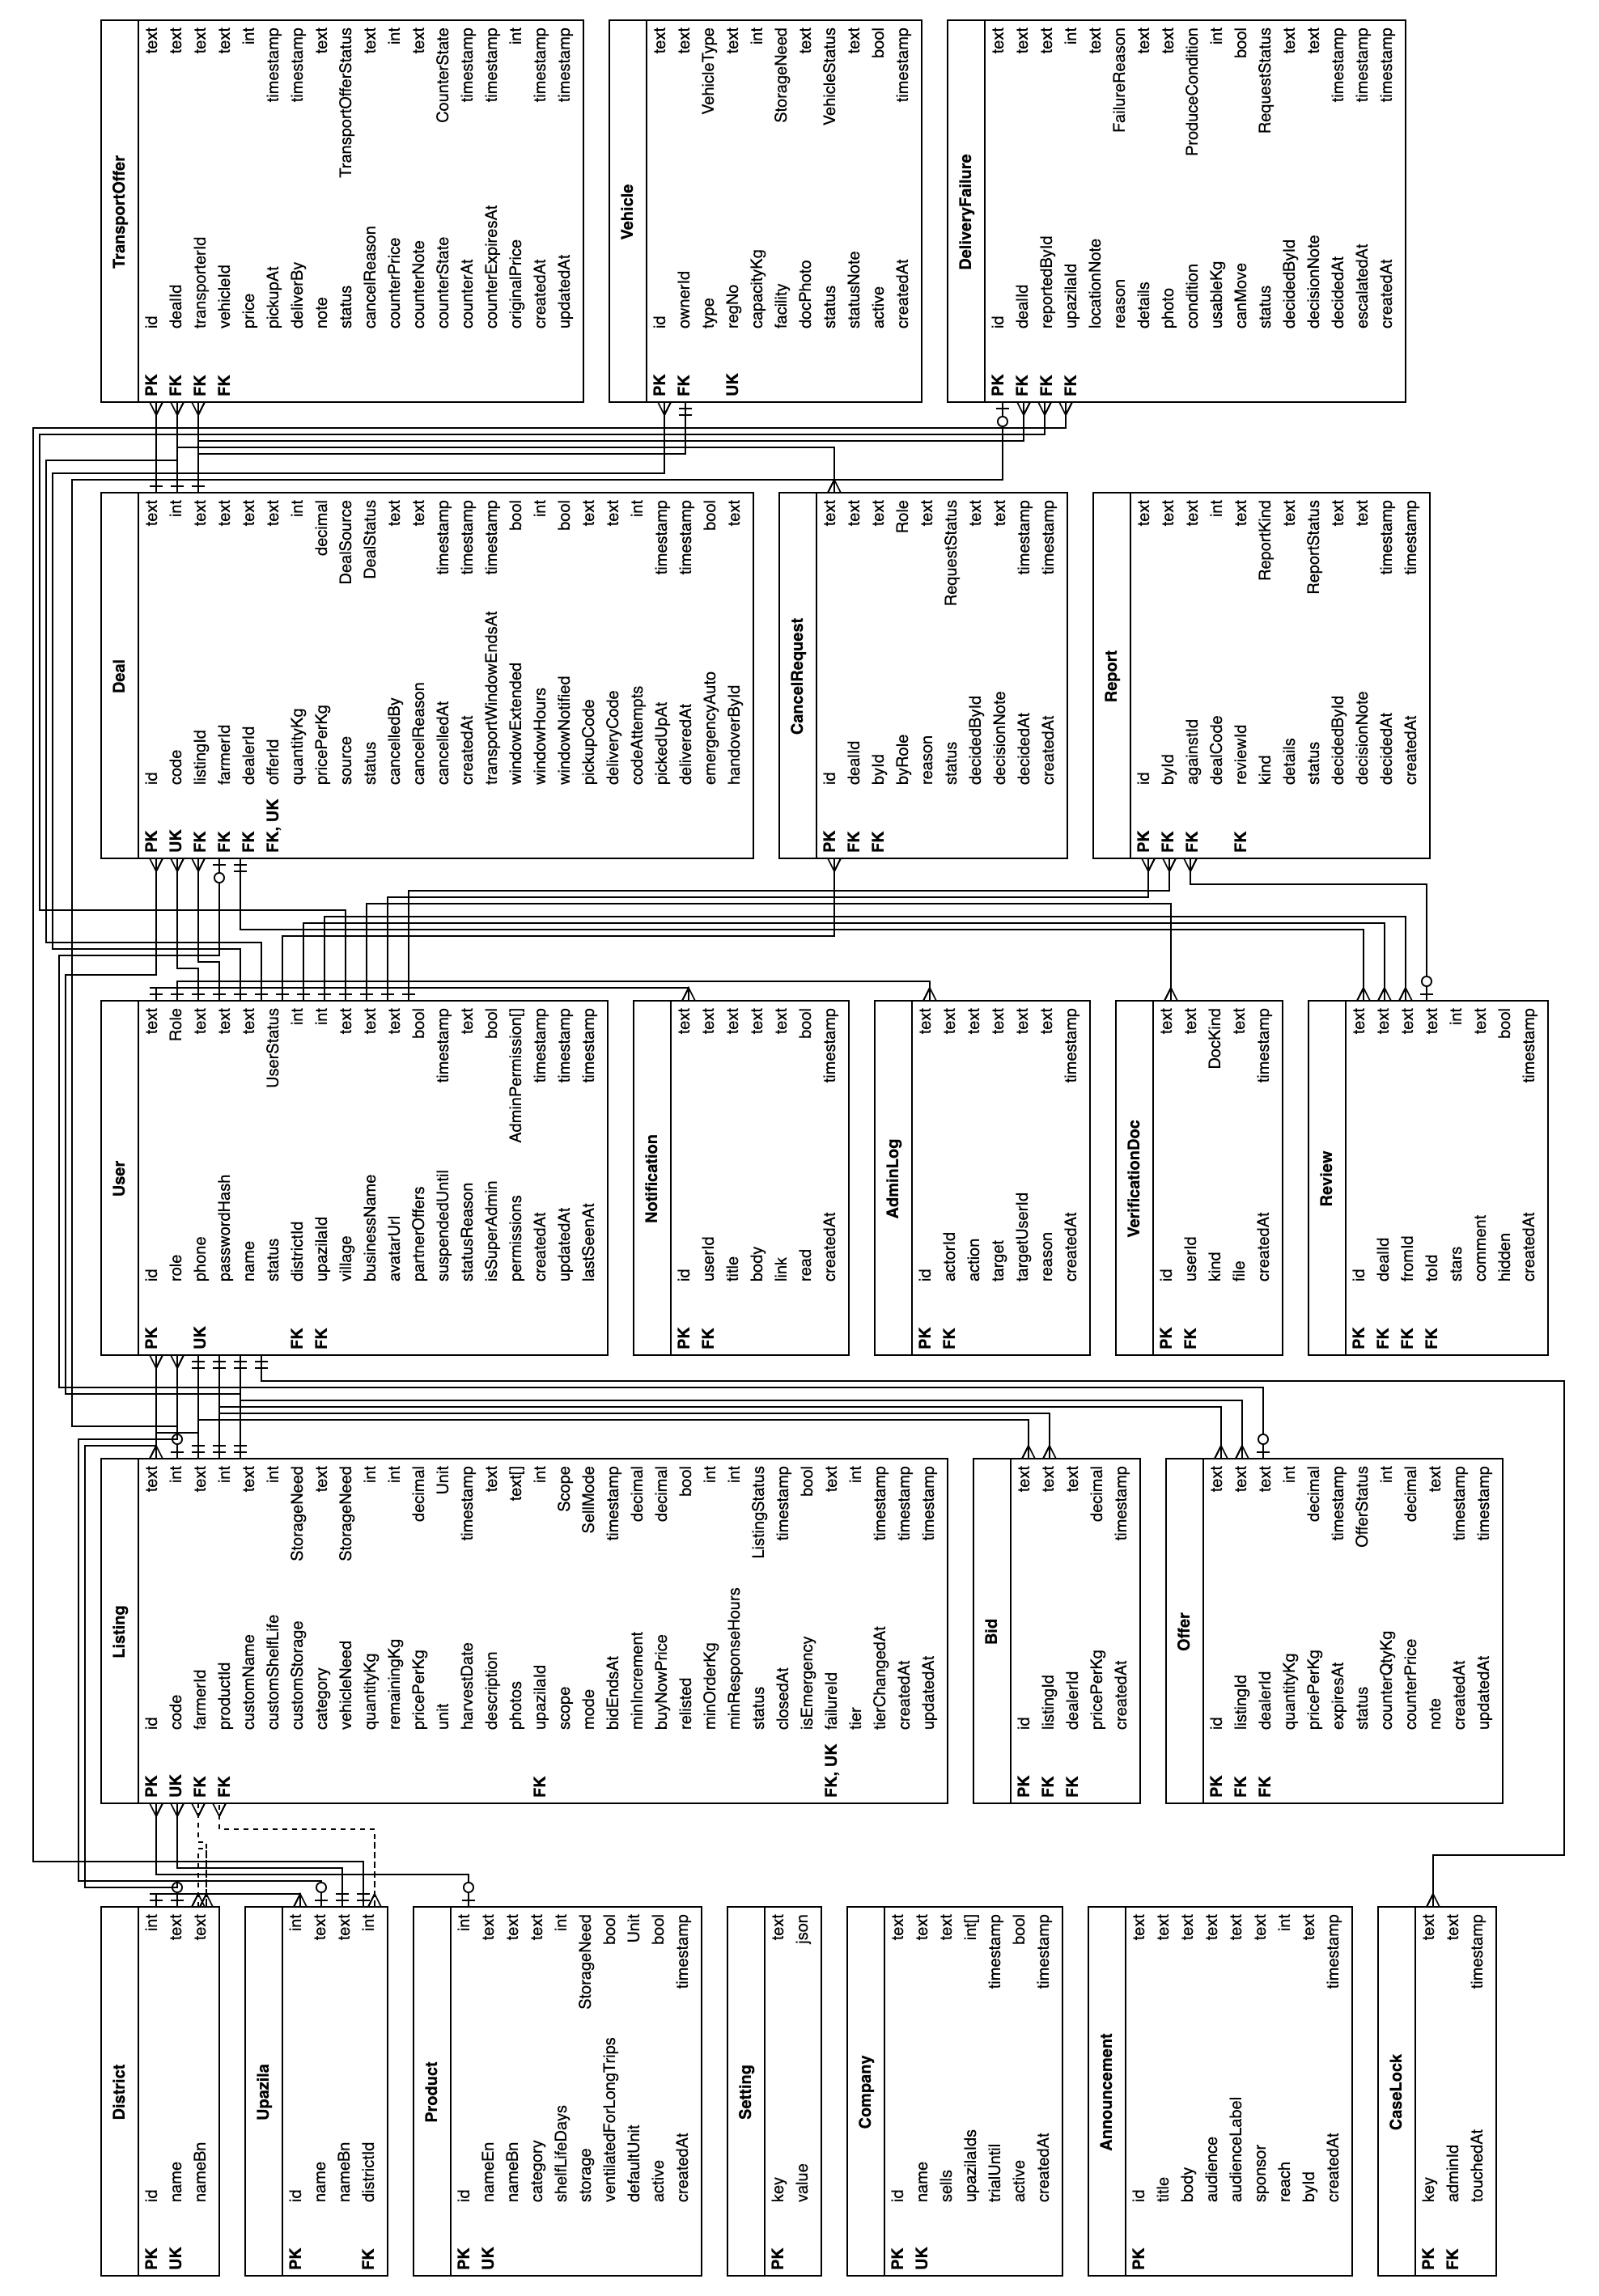 District
PK id int
UK name text
nameBn text
Upazila
PK id int
name text
nameBn text
FK districtId int
Product
PK id int
UK nameEn text
nameBn text
category text
shelfLifeDays int
storage StorageNeed
ventilatedForLongTrips bool
defaultUnit Unit
active bool
createdAt timestamp
Setting
PK key text
value json
Company
PK id text
UK name text
sells text
upazilaIds int[]
trialUntil timestamp
active bool
createdAt timestamp
Announcement
PK id text
title text
body text
audience text
audienceLabel text
sponsor text
reach int
byId text
createdAt timestamp
CaseLock
PK key text
FK adminId text
touchedAt timestamp
Listing
PK id text
UK code int
FK farmerId text
FK productId int
customName text
customShelfLife int
customStorage StorageNeed
category text
vehicleNeed StorageNeed
quantityKg int
remainingKg int
pricePerKg decimal
unit Unit
harvestDate timestamp
description text
photos text[]
FK upazilaId int
scope Scope
mode SellMode
bidEndsAt timestamp
minIncrement decimal
buyNowPrice decimal
relisted bool
minOrderKg int
minResponseHours int
status ListingStatus
closedAt timestamp
isEmergency bool
FK, UK failureId text
tier int
tierChangedAt timestamp
createdAt timestamp
updatedAt timestamp
Bid
PK id text
FK listingId text
FK dealerId text
pricePerKg decimal
createdAt timestamp
Offer
PK id text
FK listingId text
FK dealerId text
quantityKg int
pricePerKg decimal
expiresAt timestamp
status OfferStatus
counterQtyKg int
counterPrice decimal
note text
createdAt timestamp
updatedAt timestamp
User
PK id text
role Role
UK phone text
passwordHash text
name text
status UserStatus
FK districtId int
FK upazilaId int
village text
businessName text
avatarUrl text
partnerOffers bool
suspendedUntil timestamp
statusReason text
isSuperAdmin bool
permissions AdminPermission[]
createdAt timestamp
updatedAt timestamp
lastSeenAt timestamp
Notification
PK id text
FK userId text
title text
body text
link text
read bool
createdAt timestamp
AdminLog
PK id text
FK actorId text
action text
target text
targetUserId text
reason text
createdAt timestamp
VerificationDoc
PK id text
FK userId text
kind DocKind
file text
createdAt timestamp
Review
PK id text
FK dealId text
FK fromId text
FK toId text
stars int
comment text
hidden bool
createdAt timestamp
Deal
PK id text
UK code int
FK listingId text
FK farmerId text
FK dealerId text
FK, UK offerId text
quantityKg int
pricePerKg decimal
source DealSource
status DealStatus
cancelledBy text
cancelReason text
cancelledAt timestamp
createdAt timestamp
transportWindowEndsAt timestamp
windowExtended bool
windowHours int
windowNotified bool
pickupCode text
deliveryCode text
codeAttempts int
pickedUpAt timestamp
deliveredAt timestamp
emergencyAuto bool
handoverById text
CancelRequest
PK id text
FK dealId text
FK byId text
byRole Role
reason text
status RequestStatus
decidedById text
decisionNote text
decidedAt timestamp
createdAt timestamp
Report
PK id text
FK byId text
FK againstId text
dealCode int
FK reviewId text
kind ReportKind
details text
status ReportStatus
decidedById text
decisionNote text
decidedAt timestamp
createdAt timestamp
TransportOffer
PK id text
FK dealId text
FK transporterId text
FK vehicleId text
price int
pickupAt timestamp
deliverBy timestamp
note text
status TransportOfferStatus
cancelReason text
counterPrice int
counterNote text
counterState CounterState
counterAt timestamp
counterExpiresAt timestamp
originalPrice int
createdAt timestamp
updatedAt timestamp
Vehicle
PK id text
FK ownerId text
type VehicleType
UK regNo text
capacityKg int
facility StorageNeed
docPhoto text
status VehicleStatus
statusNote text
active bool
createdAt timestamp
DeliveryFailure
PK id text
FK dealId text
FK reportedById text
FK upazilaId int
locationNote text
reason FailureReason
details text
photo text
condition ProduceCondition
usableKg int
canMove bool
status RequestStatus
decidedById text
decisionNote text
decidedAt timestamp
escalatedAt timestamp
createdAt timestamp